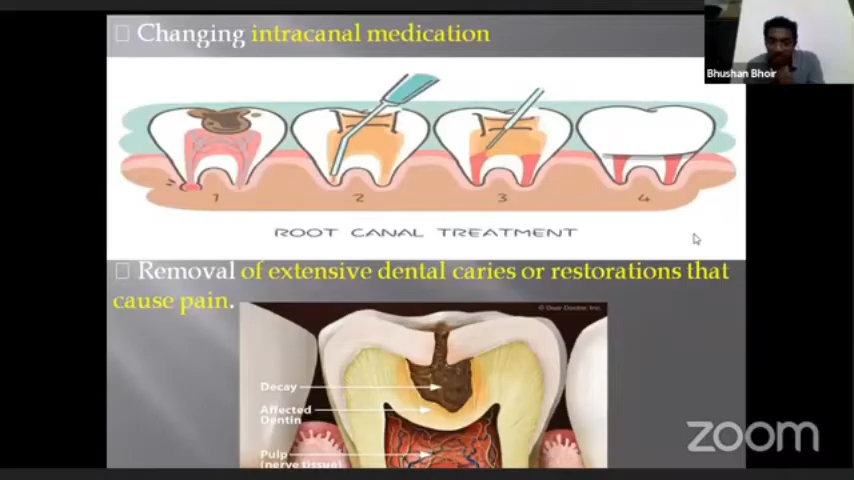 Changing intracanal medication
Bhushan Bhoir
1 2 3 4
ROOT CANAL TREATMENT
Removal of extensive dental caries or restorations that
cause pain.
© Dear Doctor, Inc.
Decay
Affected
Dentin
Pulp
(nerve tissue)
zoom